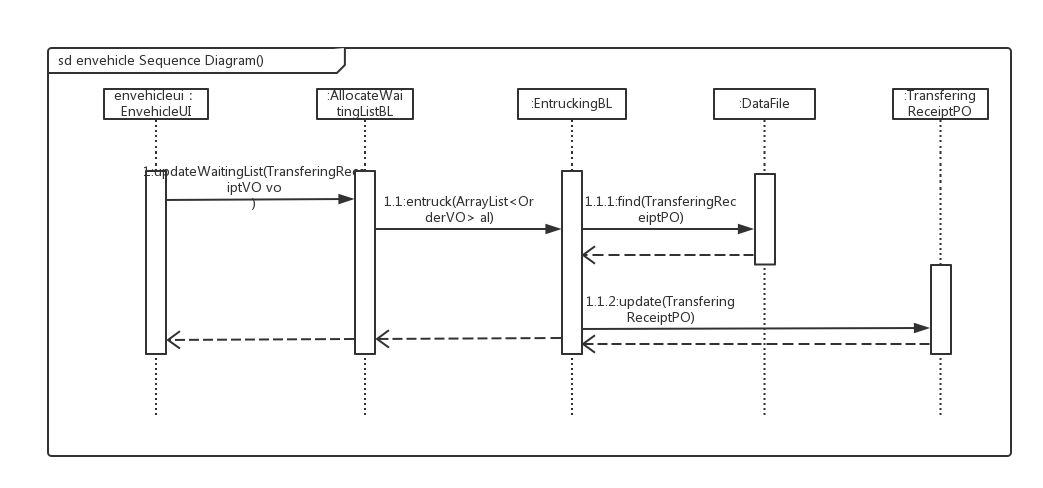 sd envehicle Sequence Diagram()
envehicleui：
EnvehicleUI
:AllocateWai
tingListBL
:EntruckingBL
:DataFile
:Transfering
ReceiptPO
1:updateWaitingList(TransferingRece
iptVO vo
)
1.1:entruck(ArrayList<Or
derVO> al)
1.1.1:find(TransferingRec
eiptPO)
1.1.2:update(Transfering
ReceiptPO)